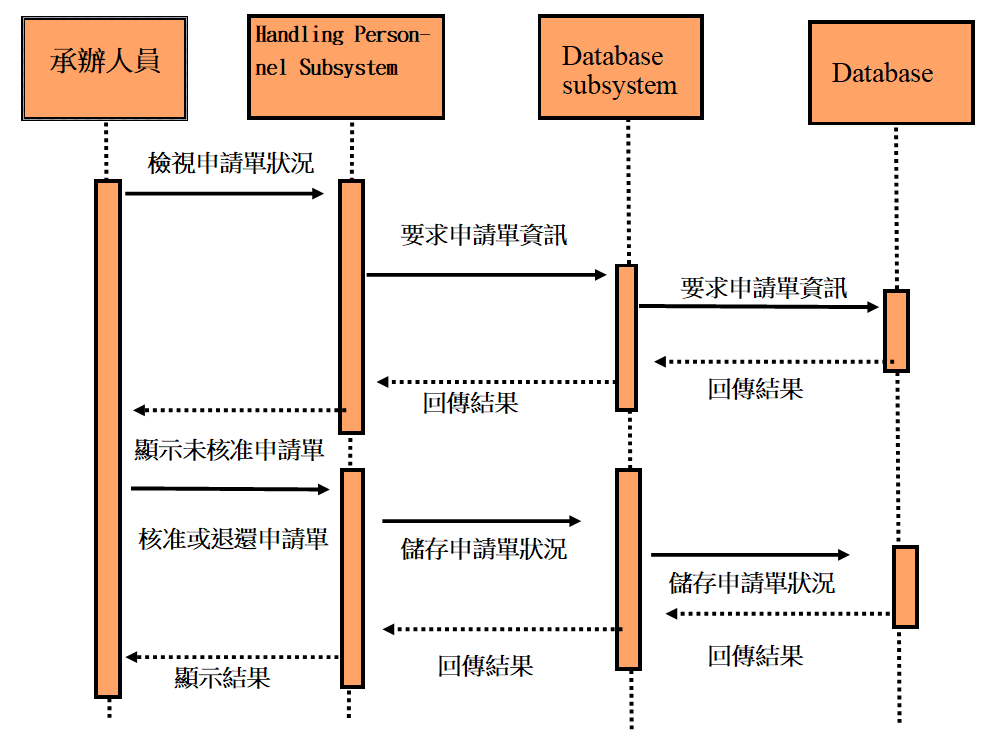 承辦人員
Handling Person-
nel Subsystem
Database
subsystem
Database
檢視申請單狀況
要求申請單資訊
要求申請單資訊
回傳結果
回傳結果
顯示未核准申請單
核准或退還申請單
儲存申請單狀況
儲存申請單狀況
回傳結果
回傳結果
顯示結果